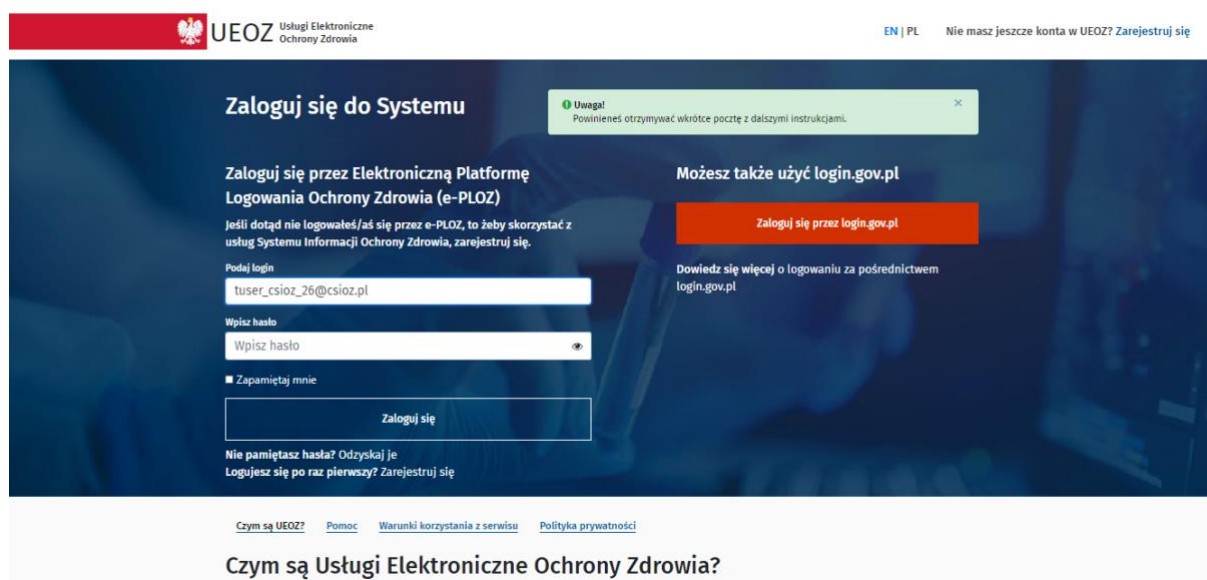 UEOZ Usługi Elektroniczne
Ochrony Zdrowia
EN | PL Nie masz jeszcze konta w UEOZ? Zarejestruj się
Zaloguj się do Systemu
Uwaga!
Powinieneś otrzymywać wkrótce pocztę z dalszymi instrukcjami.
Zaloguj się przez Elektroniczną Platformę
Logowania Ochrony Zdrowia (e-PLOZ)
Jeśli dotąd nie logowałeś/aś się przez e-PLOZ, to żeby skorzystać z
usług Systemu Informacji Ochrony Zdrowia, zarejestruj się.
Podaj login
tuser_csioz_26@csioz.pl
Wpisz hasło
Wpisz hasło
Zapamiętaj mnie
Zaloguj się
Nie pamiętasz hasła? Odzyskaj je
Logujesz się po raz pierwszy? Zarejestruj się
Możesz także użyć login.gov.pl
Zaloguj się przez login.gov.pl
Dowiedz się więcej o logowaniu za pośrednictwem
login.gov.pl
Czym są UEOZ? Pomoc Warunki korzystania z serwisu Polityka prywatności
Czym są Usługi Elektroniczne Ochrony Zdrowia?